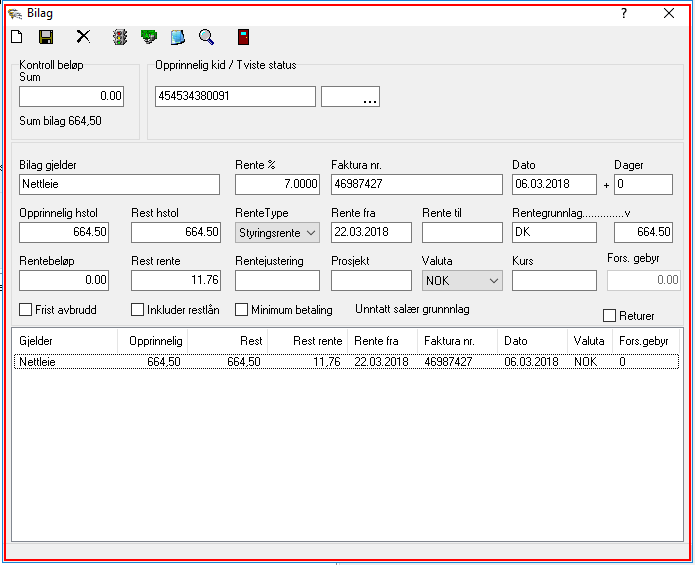 Bilag
?
Kontroll beløp
Sum
0.00
Sum bilag 664,50
Opprinnelig kid / Tviste status
454534380091
...
Bilag gjelder Rente % Faktura nr. Dato Dager
Nettleie 7.0000 46987427 06.03.2018 + 0
Opprinnelig hstol Rest hstol RenteType Rente fra Rente til Rentegrunnlag..............v
664.50 664.50 Styringsrente 22.03.2018 DK 664.50
Rentebeløp Rest rente Rentejustering Prosjekt Valuta Kurs Fors. gebyr
0.00 11.76 NOK 0.00
Frist avbrudd Inkluder restlån Minimum betaling Unntatt salær grunnnlag Returer
Gjelder Opprinnelig Rest Rest rente Rente fra Faktura nr. Dato Valuta Fors.gebyr
Nettleie 664,50 664,50 11,76 22.03.2018 46987427 06.03.2018 NOK 0